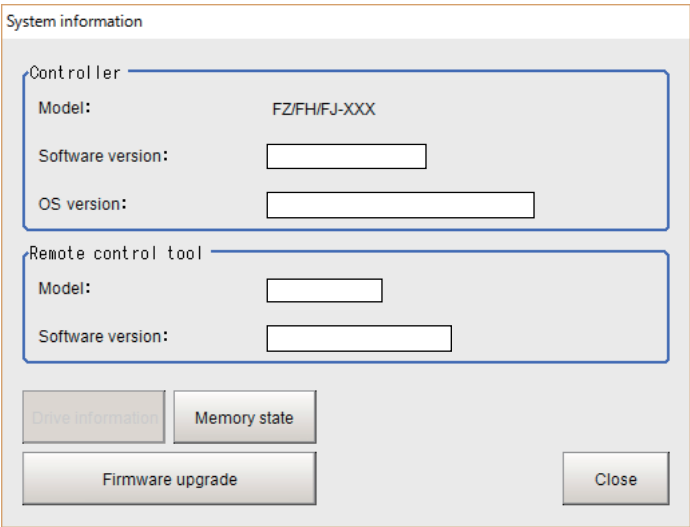 System information
Controller
Model: FZ/FH/FJ-XXX
Software version:
OS version:
Remote control tool
Model:
Software version:
Drive information Memory state
Firmware upgrade Close